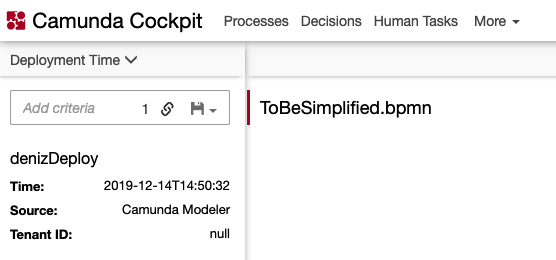 Camunda Cockpit Processes Decisions Human Tasks More
Deployment Time
Add criteria 1
ToBeSimplified.bpmn
denizDeploy
Time: 2019-12-14T14:50:32
Source: Camunda Modeler
Tenant ID: null